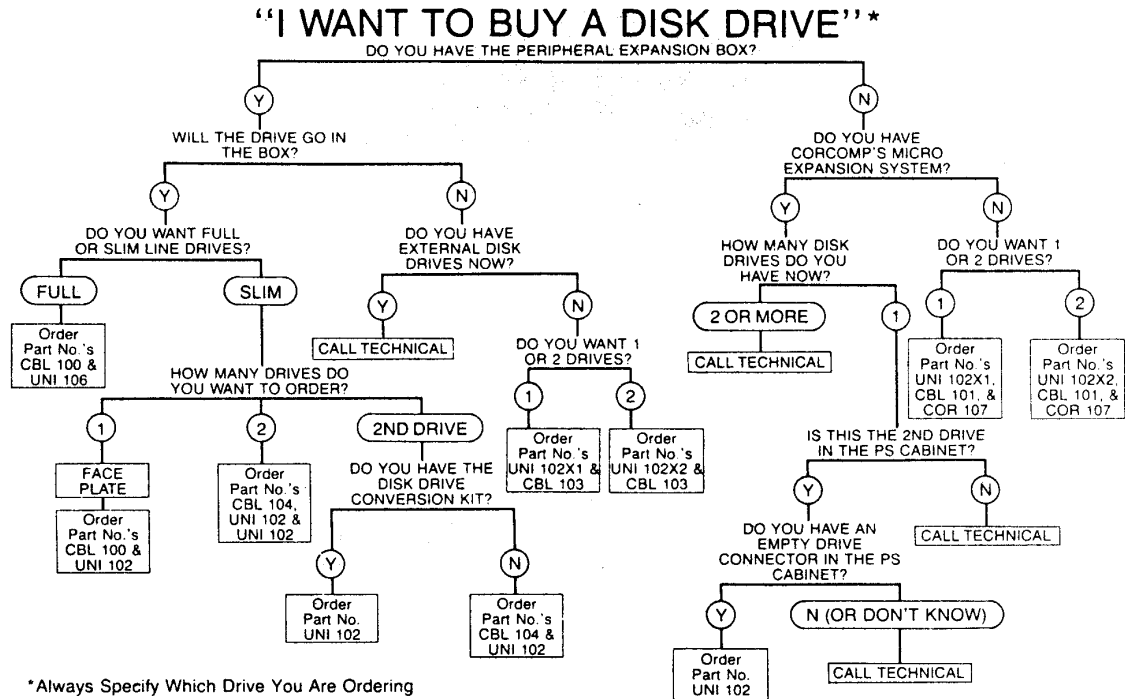 "I WANT TO BUY A DISK DRIVE"*
DO YOU HAVE THE PERIPHERAL EXPANSION BOX?
Y
N
WILL THE DRIVE GO IN
THE BOX?
DO YOU HAVE
CORCOMP'S MICRO
EXPANSION SYSTEM?
Y
N
Y
N
DO YOU WANT FULL
OR SLIM LINE DRIVES?
DO YOU HAVE
EXTERNAL DISK
DRIVES NOW?
HOW MANY DISK
DRIVES DO YOU
HAVE NOW?
DO YOU WANT 1
OR 2 DRIVES?
FULL
SLIM
Y
N
2 OR MORE
1
1
2
Order
Part No.'s
CBL 100 &
UNI 106
CALL TECHNICAL
DO YOU WANT 1
OR 2 DRIVES?
CALL TECHNICAL
Order
Part No.'s
UNI 102X1,
CBL 101, &
COR 107
Order
Part No.'s
UNI 102X2,
CBL 101, &
COR 107
HOW MANY DRIVES DO
YOU WANT TO ORDER?
1
2
2ND DRIVE
1
2
IS THIS THE 2ND DRIVE
IN THE PS CABINET?
FACE
PLATE
Order
Part No.'s
CBL 100 &
UNI 102
Order
Part No.'s
CBL 104,
UNI 102 &
UNI 102
DO YOU HAVE THE
DISK DRIVE
CONVERSION KIT?
Order
Part No.'s
UNI 102X1 &
CBL 103
Order
Part No.'s
UNI 102X2 &
CBL 103
Y
N
Y
N
DO YOU HAVE AN
EMPTY DRIVE
CONNECTOR IN THE PS
CABINET?
CALL TECHNICAL
Order
Part No.
UNI 102
Order
Part No.'s
CBL 104 &
UNI 102
Y
N (OR DON'T KNOW)
Order
Part No.
UNI 102
CALL TECHNICAL
*Always Specify Which Drive You Are Ordering